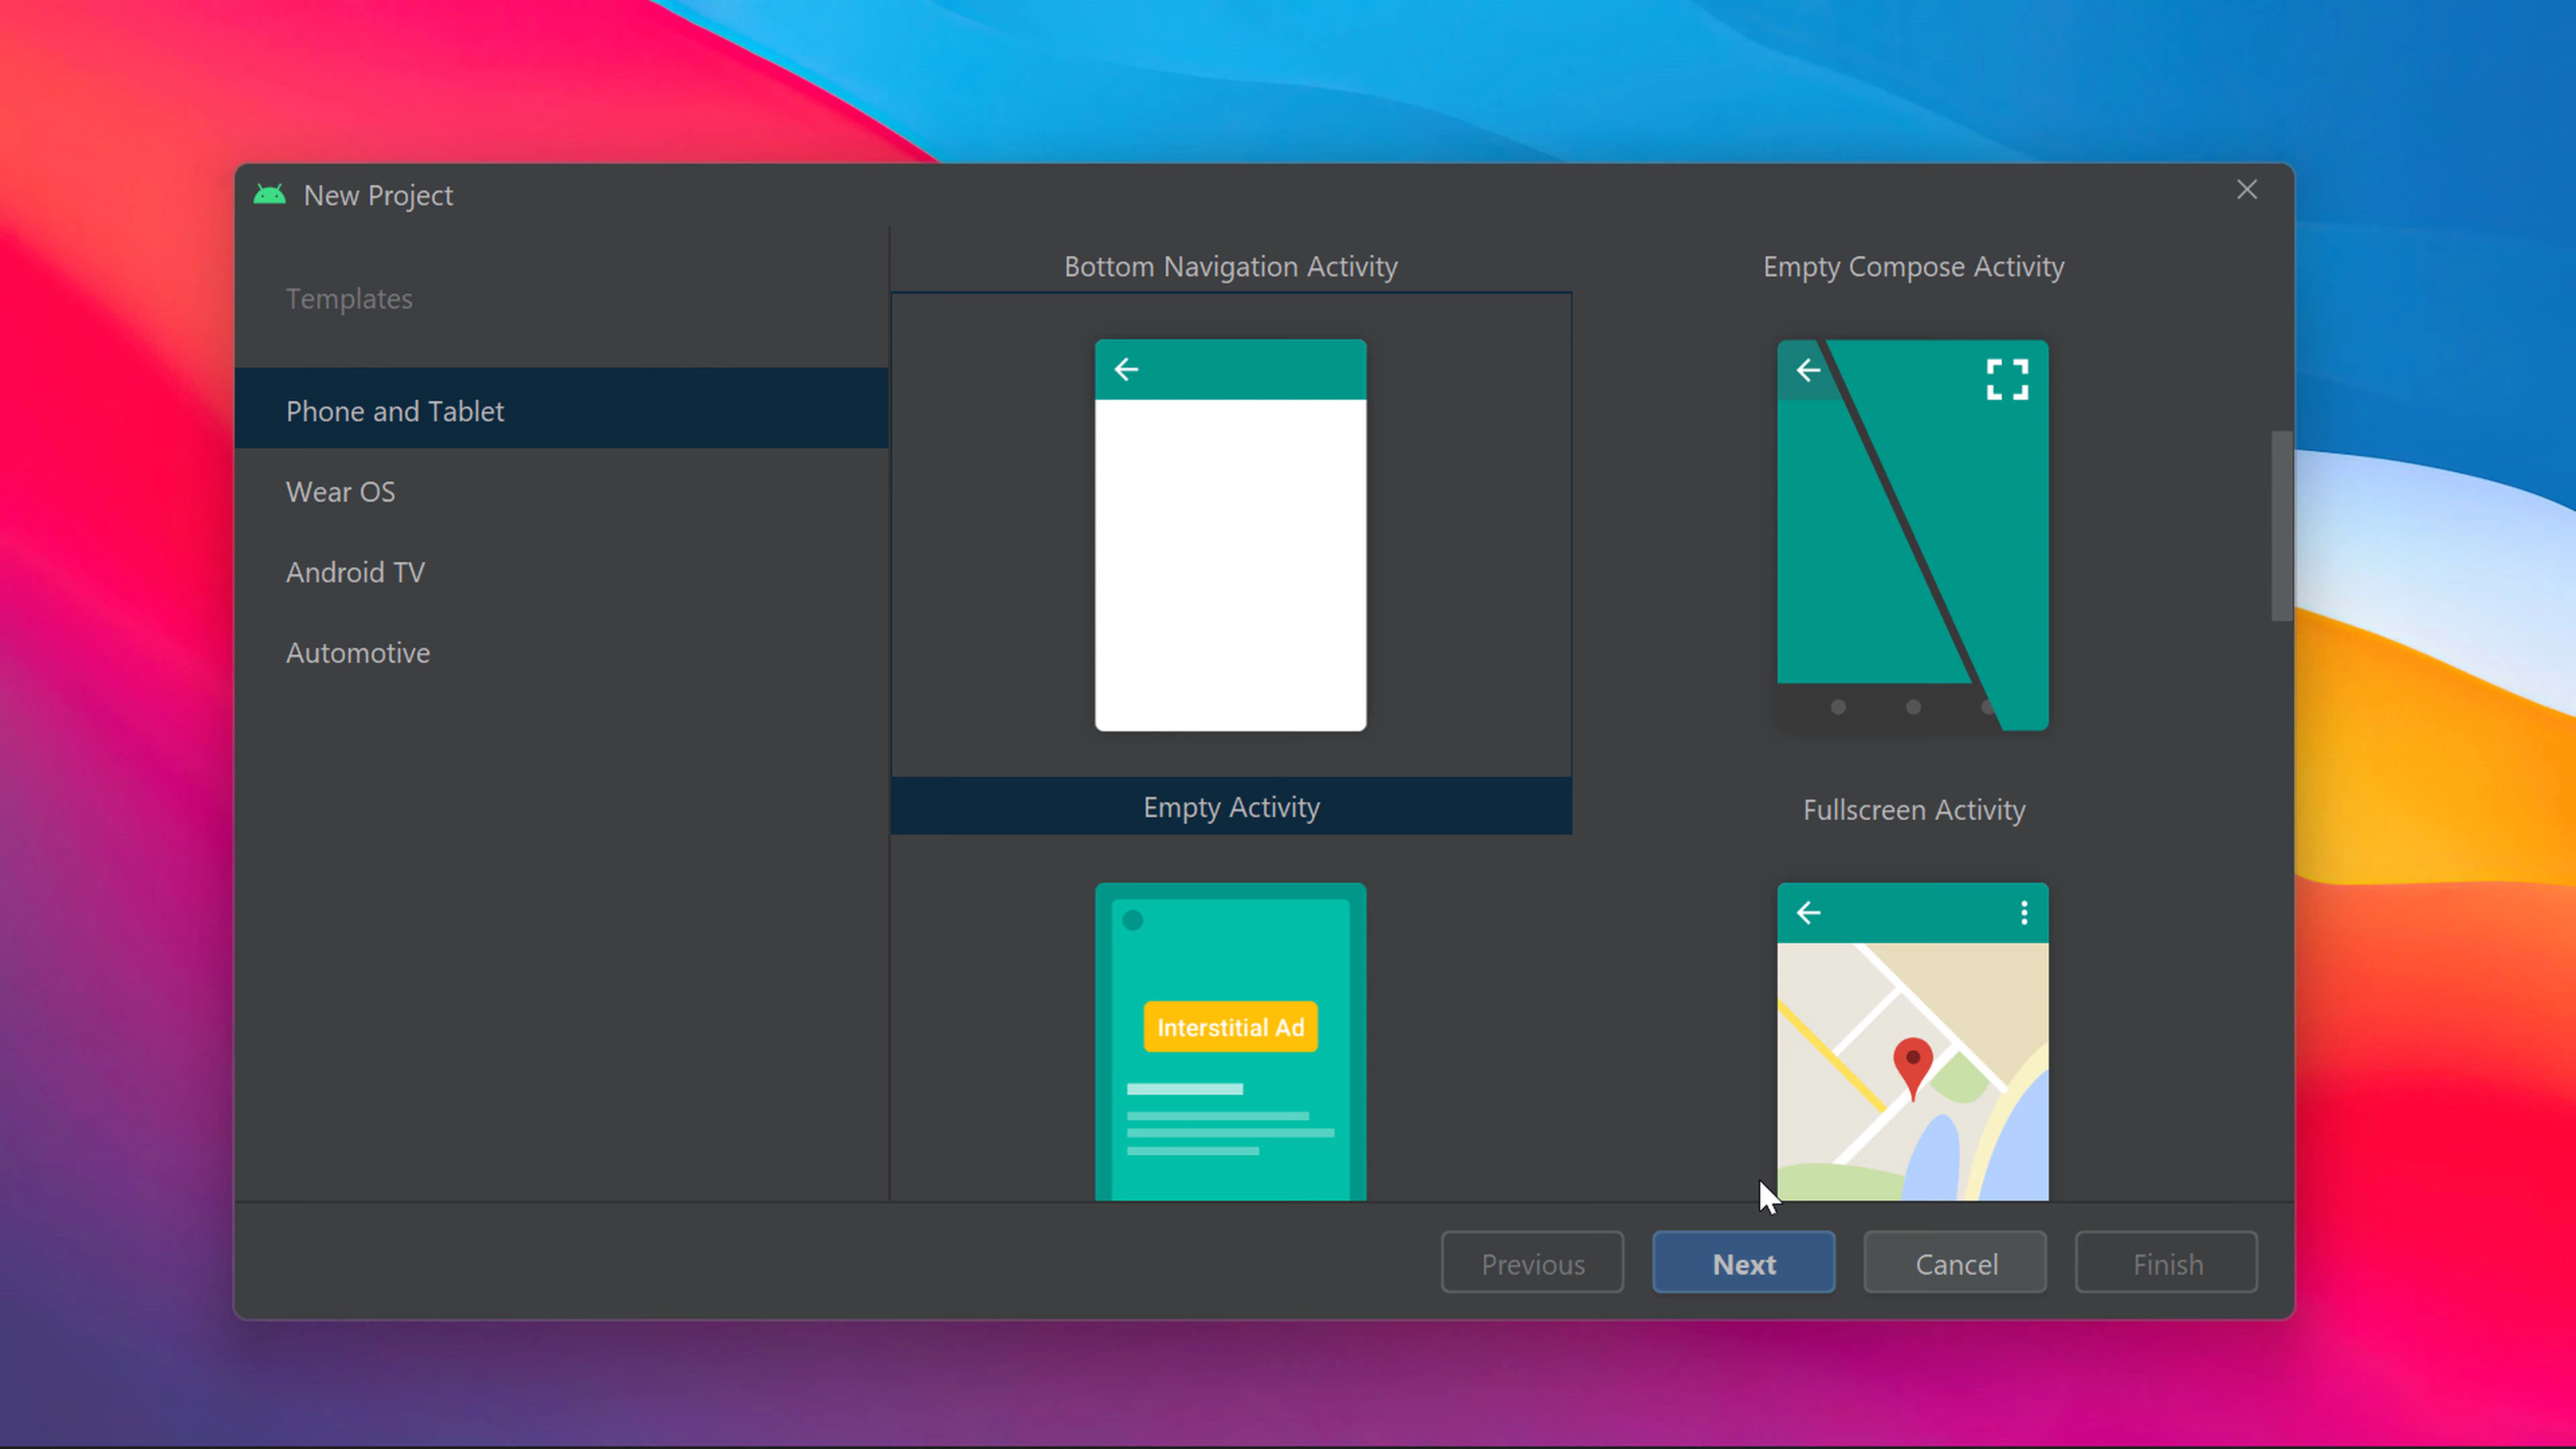 New Project
Templates
Phone and Tablet
Wear OS
Android TV
Automotive
Bottom Navigation Activity
Empty Compose Activity
Empty Activity
Fullscreen Activity
Interstitial Ad
Previous
Next
Cancel
Finish